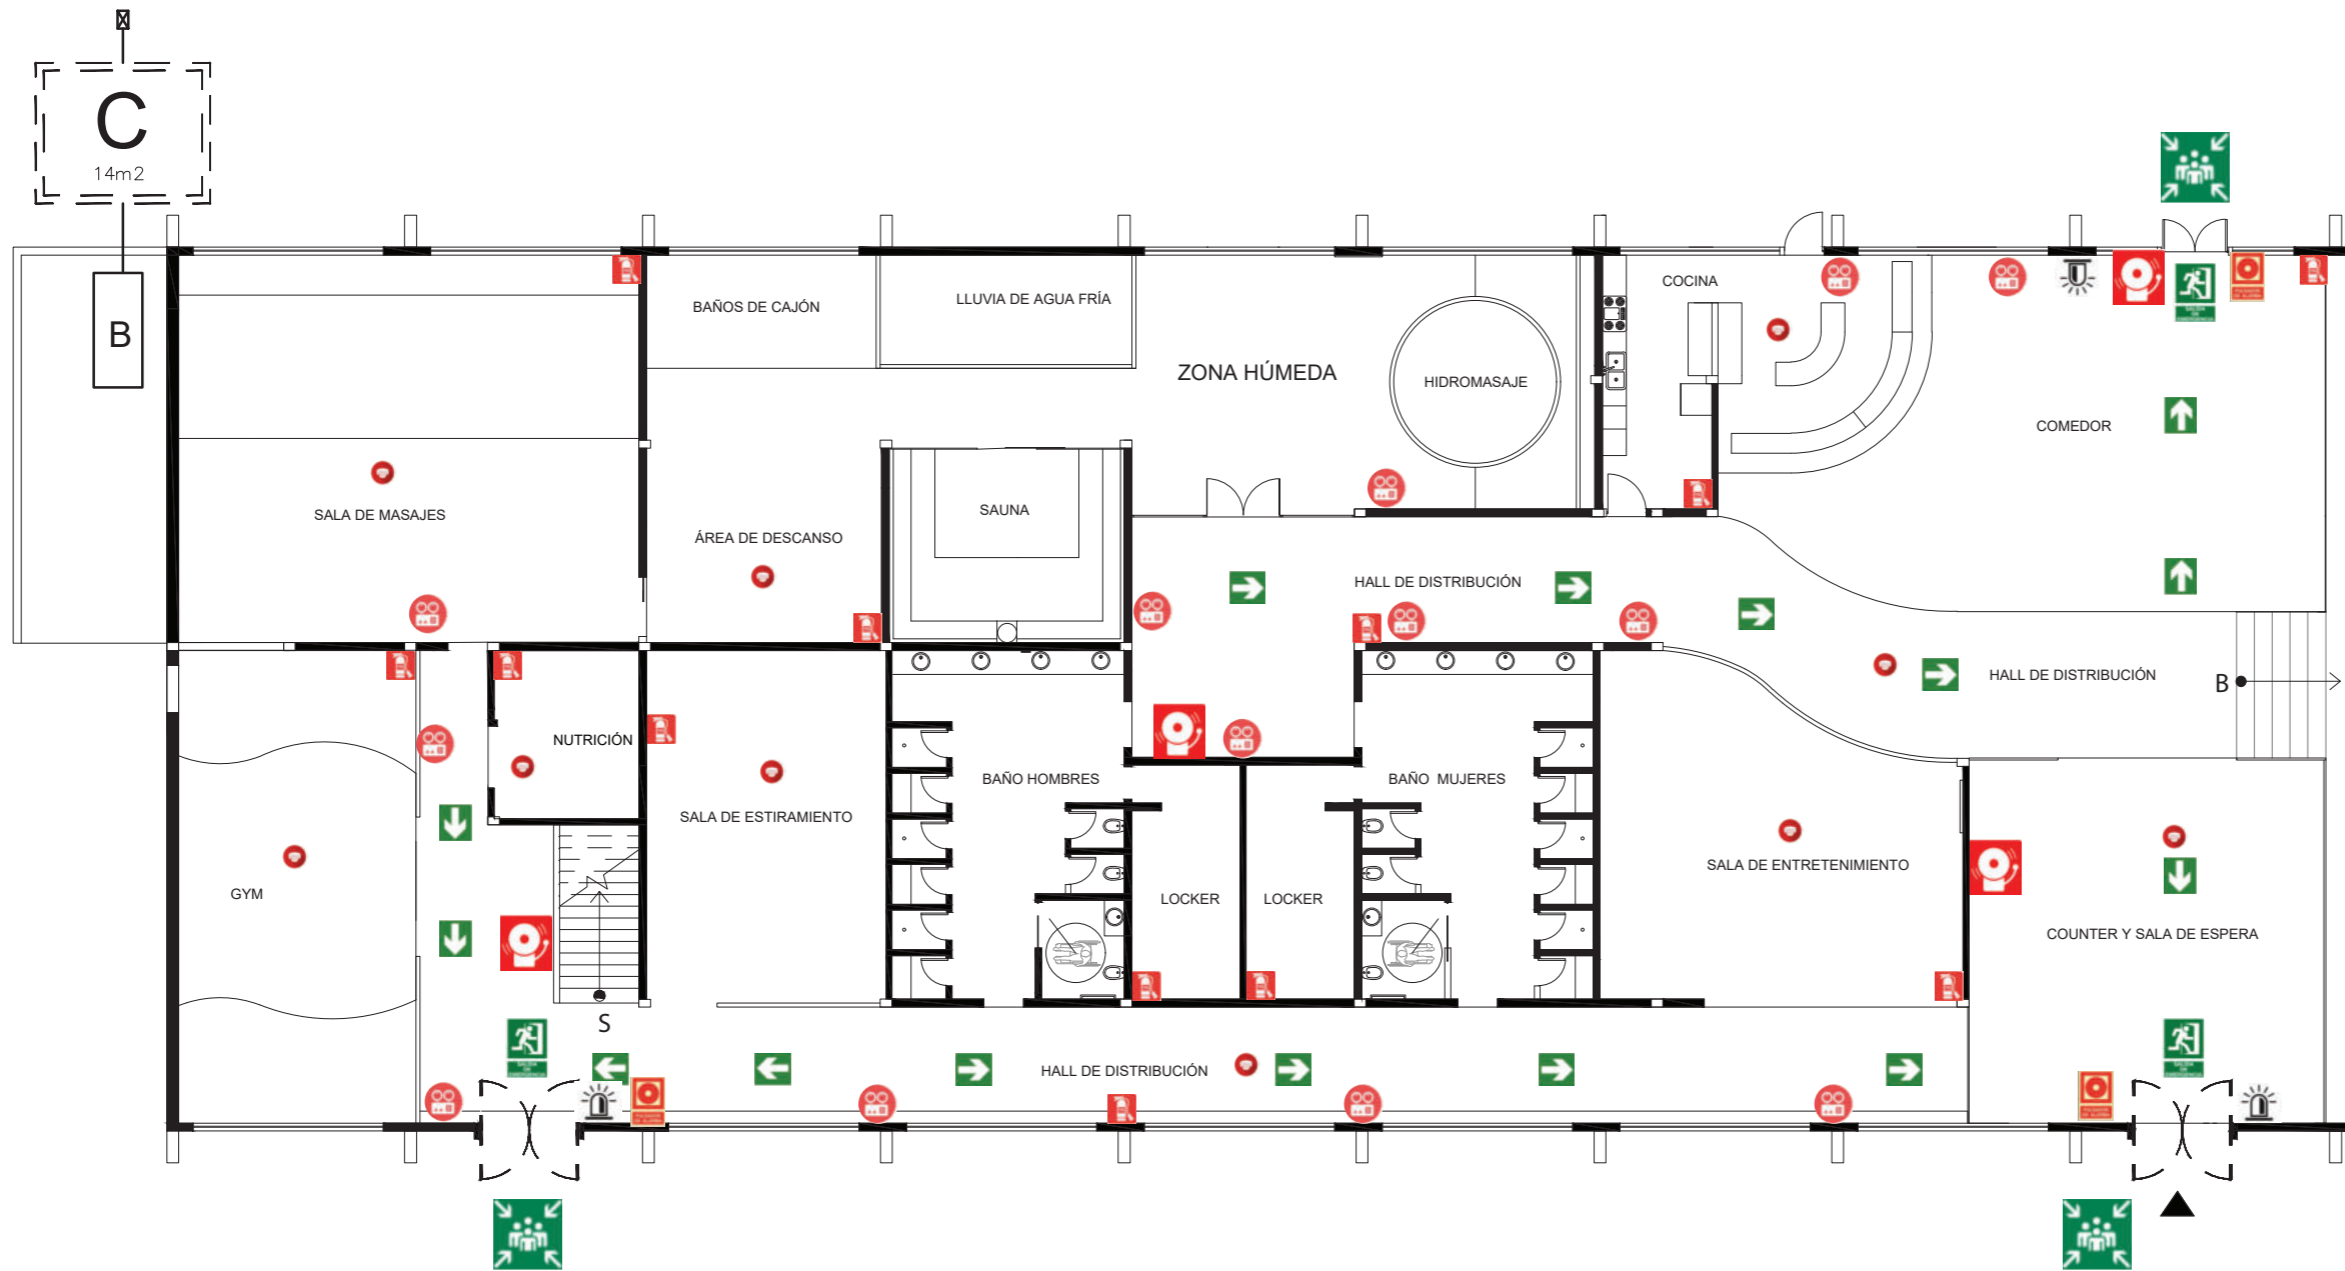 C
14m2
B
BAÑOS DE CAJÓN
LLUVIA DE AGUA FRÍA
ZONA HÚMEDA
HIDROMASAJE
COCINA
COMEDOR
SALA DE MASAJES
ÁREA DE DESCANSO
SAUNA
HALL DE DISTRIBUCIÓN
HALL DE DISTRIBUCIÓN
B
NUTRICIÓN
SALA DE ESTIRAMIENTO
BAÑO HOMBRES
BAÑO MUJERES
SALA DE ENTRETENIMIENTO
GYM
LOCKER
LOCKER
COUNTER Y SALA DE ESPERA
S
HALL DE DISTRIBUCIÓN